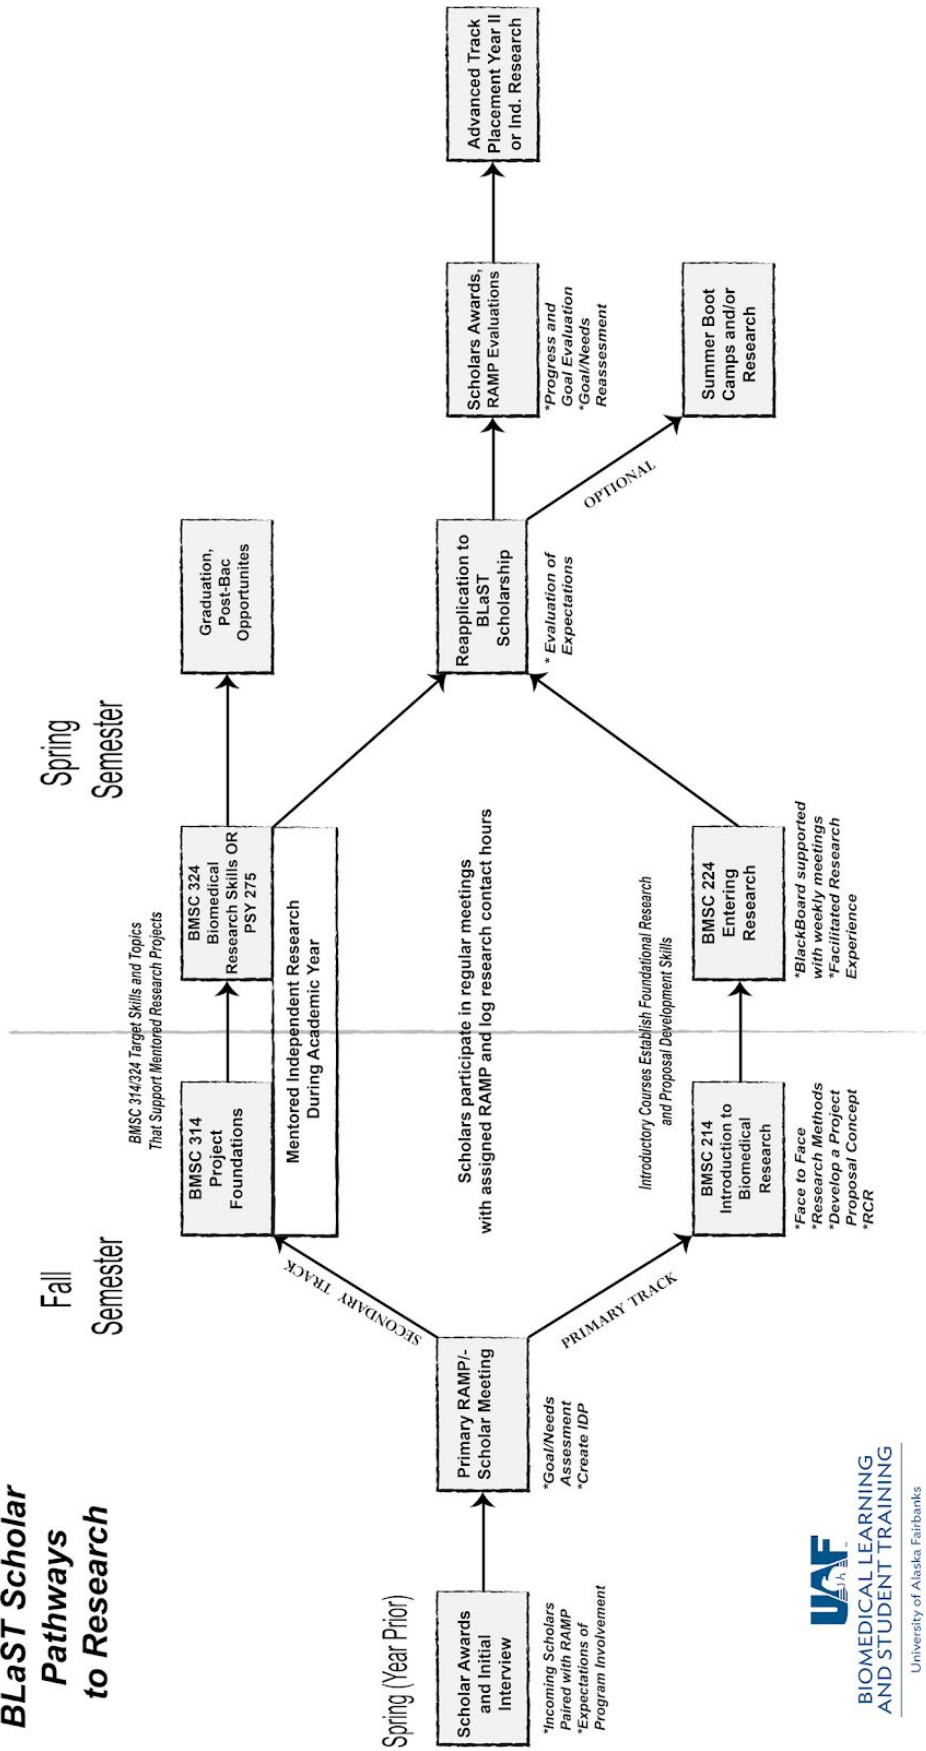 BLaST Scholar
Pathways
to Research
Fall
Semester
Spring
Semester
Spring (Year Prior)
Scholar Awards
and Initial
Interview
*Incoming Scholars
Paired with RAMP
*Expectations of
Program Involvement
Primary RAMP/-
Scholar Meeting
*Goal/Needs
Assesment
*Create IDP
SECONDARY TRACK
PRIMARY TRACK
BMSC 314/324 Target Skills and Topics
That Support Mentored Research Projects
BMSC 314
Project
Foundations
BMSC 324
Biomedical
Research Skills OR
PSY 275
Mentored Independent Research
During Academic Year
Graduation,
Post-Bac
Opportunites
Scholars participate in regular meetings
with assigned RAMP and log research contact hours
Introductory Courses Establish Foundational Research
and Proposal Development Skills
BMSC 214
Introduction to
Biomedical
Research
*Face to Face
*Research Methods
*Develop a Project
Proposal Concept
*RCR
BMSC 224
Entering
Research
*BlackBoard supported
with weekly meetings
*Facilitated Research
Experience
Reapplication to
BLaST
Scholarship
* Evaluation of
Expectations
OPTIONAL
Scholars Awards,
RAMP Evaluations
*Progress and
Goal Evaluation
*Goal/Needs
Reassesment
Summer Boot
Camps and/or
Research
Advanced Track
Placement Year II
or Ind. Research
UAF
BIOMEDICAL LEARNING
AND STUDENT TRAINING
University of Alaska Fairbanks